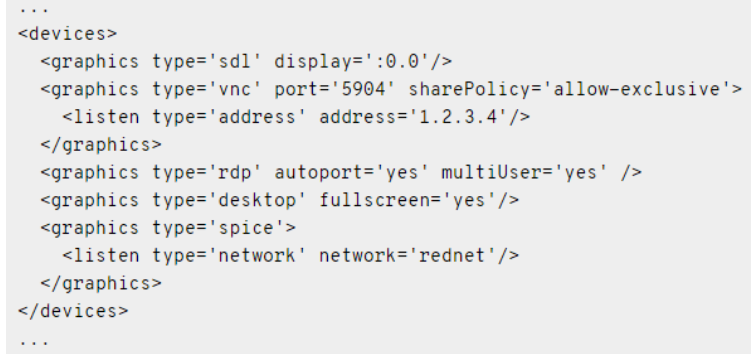 ...
<devices>
  <graphics type='sdl' display=':0.0'/>
  <graphics type='vnc' port='5904' sharePolicy='allow-exclusive'>
    <listen type='address' address='1.2.3.4'/>
  </graphics>
  <graphics type='rdp' autoport='yes' multiUser='yes' />
  <graphics type='desktop' fullscreen='yes'/>
  <graphics type='spice'>
    <listen type='network' network='rednet'/>
  </graphics>
</devices>
...